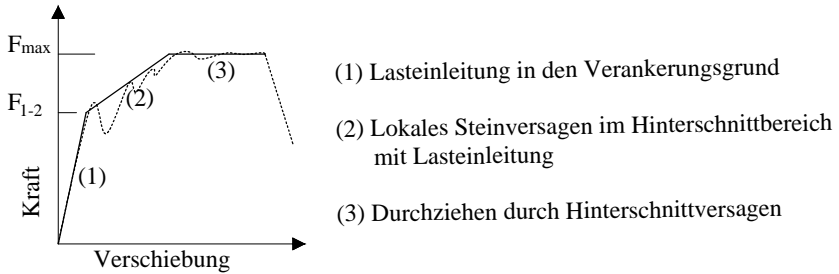 Fmax
F1-2
Kraft
(1)
(2)
(3)
Verschiebung
(1) Lasteinleitung in den Verankerungsgrund
(2) Lokales Steinversagen im Hinterschnittbereich
mit Lasteinleitung
(3) Durchziehen durch Hinterschnittversagen